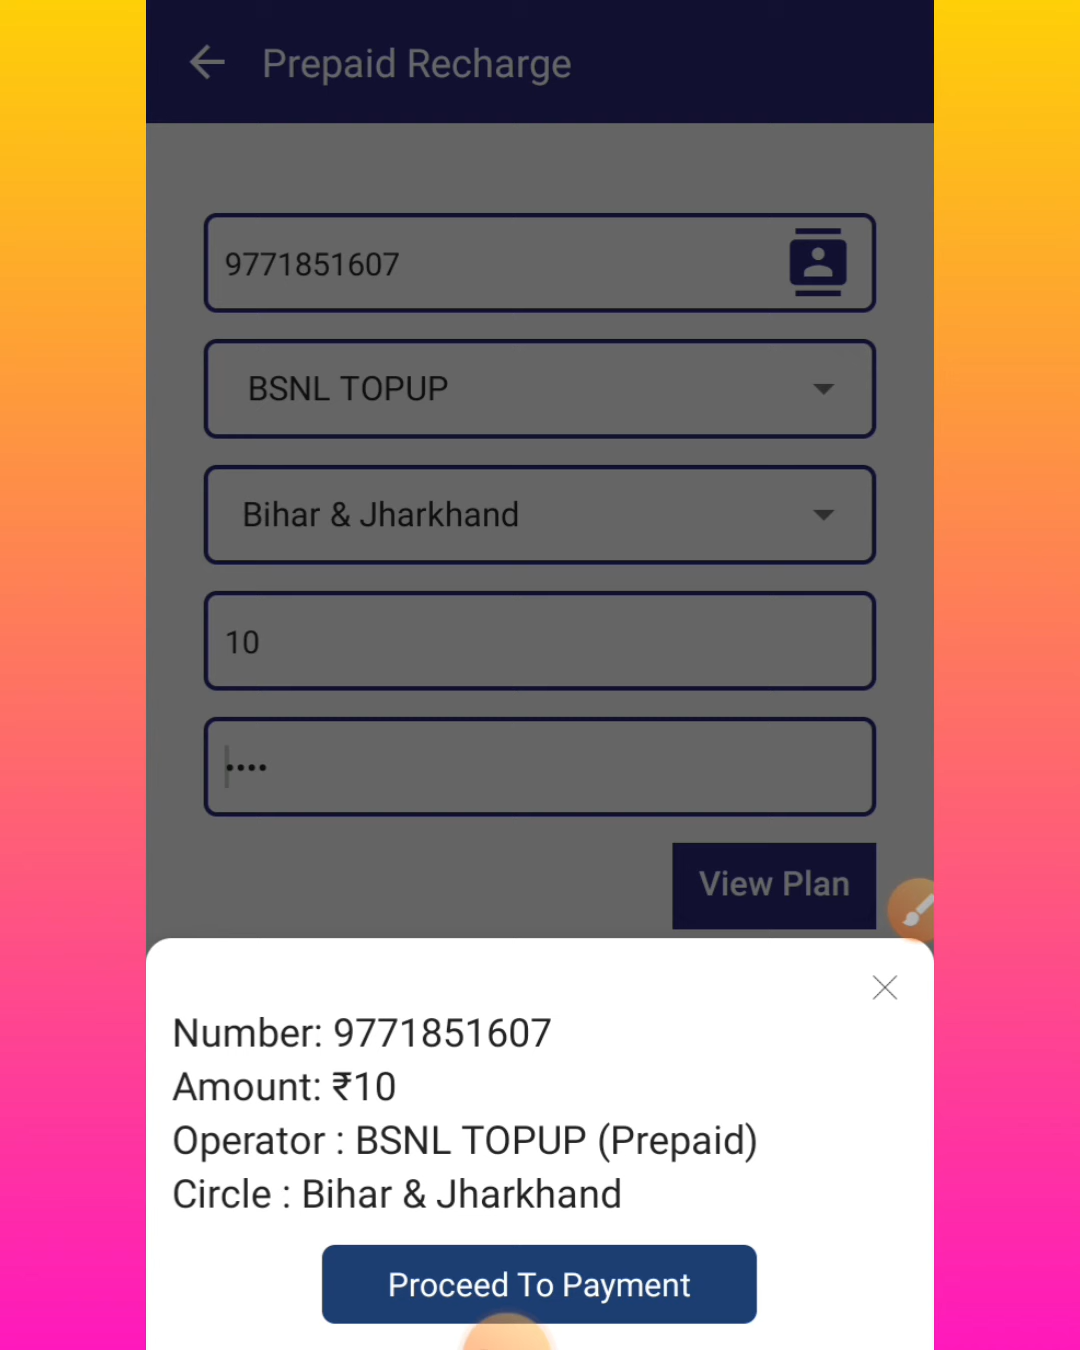 Prepaid Recharge
9771851607
BSNL TOPUP
Bihar & Jharkhand
10
••••
View Plan
Number: 9771851607
Amount: ₹10
Operator : BSNL TOPUP (Prepaid)
Circle : Bihar & Jharkhand
Proceed To Payment